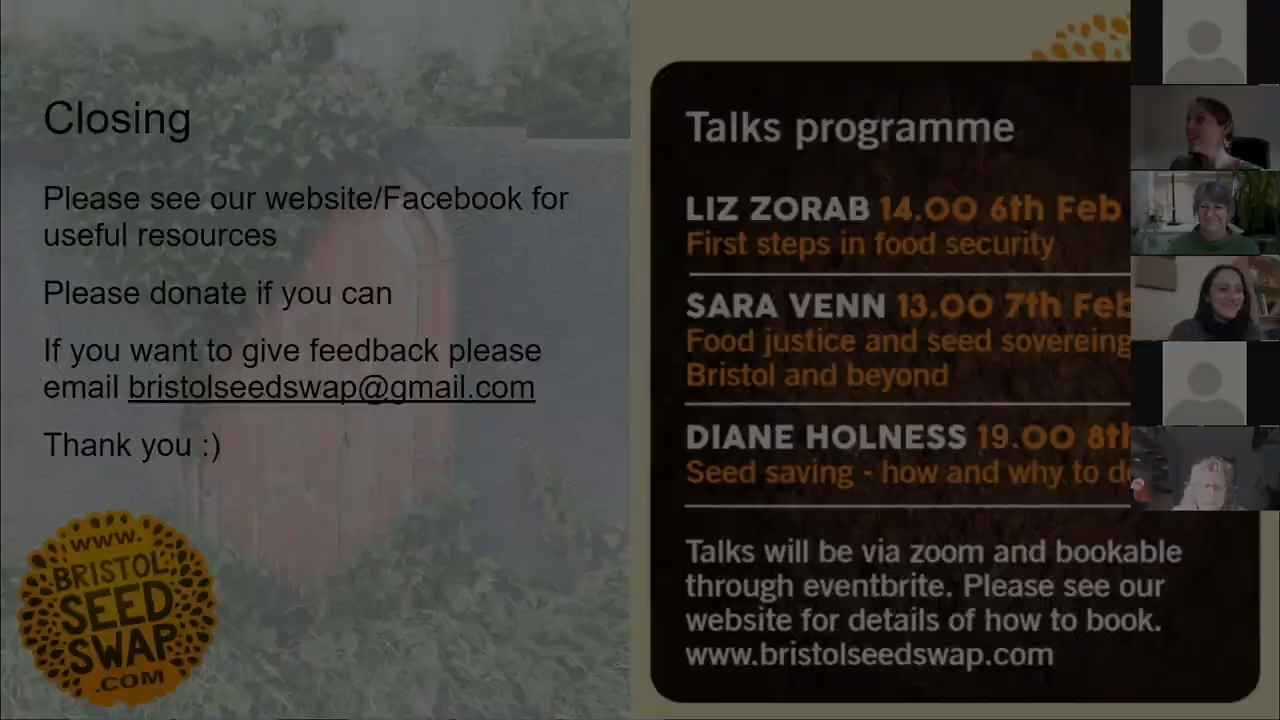 Closing
Please see our website/Facebook for
useful resources
Please donate if you can
If you want to give feedback please
email bristolseedswap@gmail.com
Thank you :)
WWW.
BRISTOL
SEED
SWAP
.COM
Talks programme
LIZ ZORAB 14.00 6th Feb
First steps in food security
SARA VENN 13.00 7th Feb
Food justice and seed sovereing
Bristol and beyond
DIANE HOLNESS 19.00 8th
Seed saving - how and why to do
Talks will be via zoom and bookable
through eventbrite. Please see our
website for details of how to book.
www.bristolseedswap.com